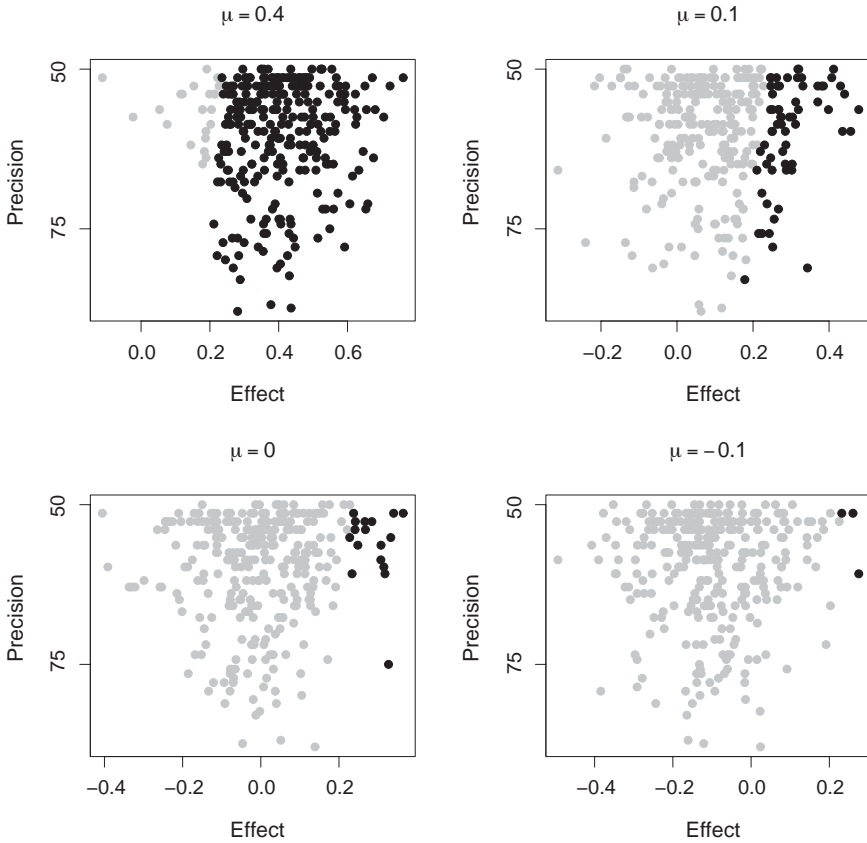 μ = 0.4
50
75
Precision
0.0 0.2 0.4 0.6
Effect
μ = 0.1
50
75
Precision
−0.2 0.0 0.2 0.4
Effect
μ = 0
50
75
Precision
−0.4 −0.2 0.0 0.2
Effect
μ = −0.1
50
75
Precision
−0.4 −0.2 0.0 0.2
Effect